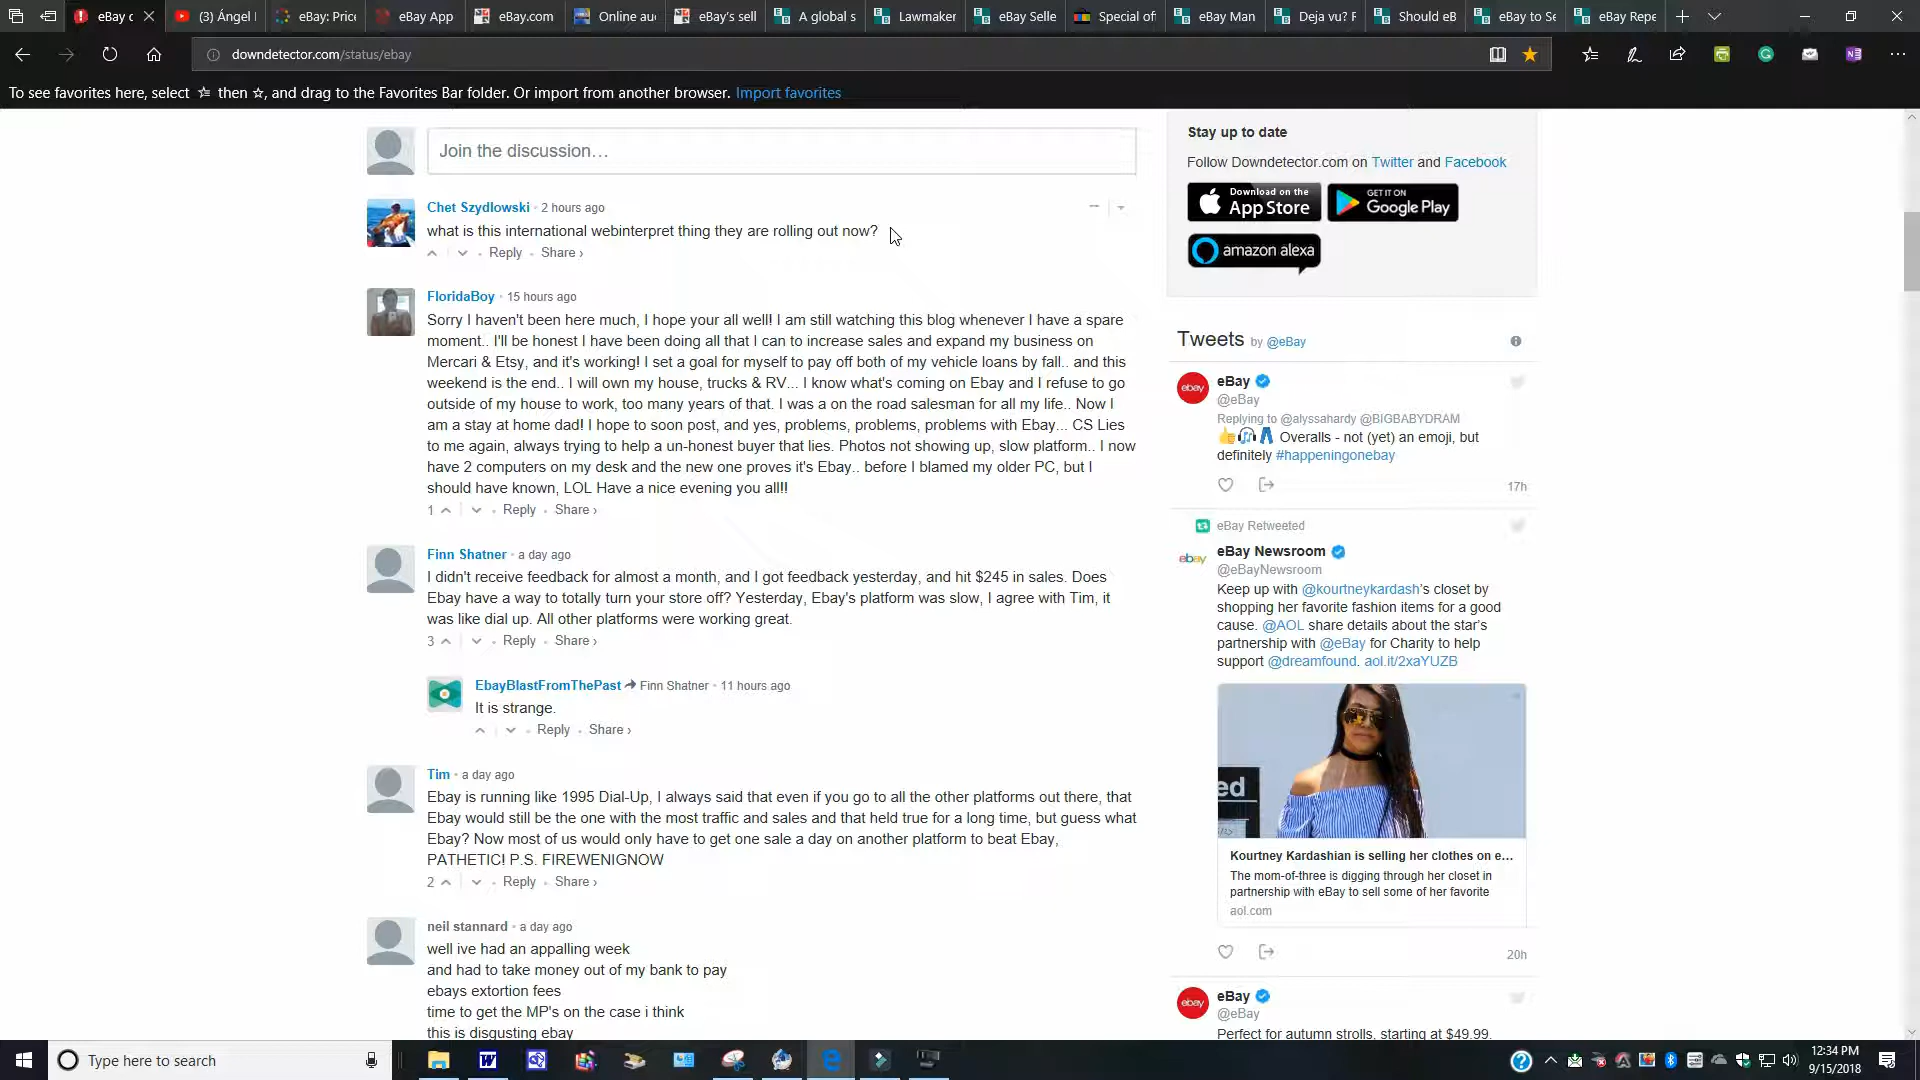 eBay c
(3) Ángel
eBay: Price
eBay App
eBay.com
Online au
eBay's sell
A global s
Lawmaker
eBay Selle
Special of
eBay Man
Deja vu? F
Should eB
eBay to Se
eBay Repe
downdetector.com/status/ebay
To see favorites here, select ☆ then ☆, and drag to the Favorites Bar folder. Or import from another browser. Import favorites
Join the discussion…
Chet Szydlowski · 2 hours ago
what is this international webinterpret thing they are rolling out now?
Reply · Share ›
FloridaBoy · 15 hours ago
Sorry I haven't been here much, I hope your all well! I am still watching this blog whenever I have a spare
moment.. I'll be honest I have been doing all that I can to increase sales and expand my business on
Mercari & Etsy, and it's working! I set a goal for myself to pay off both of my vehicle loans by fall.. and this
weekend is the end.. I will own my house, trucks & RV... I know what's coming on Ebay and I refuse to go
outside of my house to work, too many years of that. I was a on the road salesman for all my life.. Now I
am a stay at home dad! I hope to soon post, and yes, problems, problems, problems with Ebay... CS Lies
to me again, always trying to help a un-honest buyer that lies. Photos not showing up, slow platform.. I now
have 2 computers on my desk and the new one proves it's Ebay.. before I blamed my older PC, but I
should have known, LOL Have a nice evening you all!!
1 Reply · Share ›
Finn Shatner · a day ago
I didn't receive feedback for almost a month, and I got feedback yesterday, and hit $245 in sales. Does
Ebay have a way to totally turn your store off? Yesterday, Ebay's platform was slow, I agree with Tim, it
was like dial up. All other platforms were working great.
3 Reply · Share ›
EbayBlastFromThePast Finn Shatner · 11 hours ago
It is strange.
Reply · Share ›
Tim · a day ago
Ebay is running like 1995 Dial-Up, I always said that even if you go to all the other platforms out there, that
Ebay would still be the one with the most traffic and sales and that held true for a long time, but guess what
Ebay? Now most of us would only have to get one sale a day on another platform to beat Ebay,
PATHETIC! P.S. FIREWENIGNOW
2 Reply · Share ›
neil stannard · a day ago
well ive had an appalling week
and had to take money out of my bank to pay
ebays extortion fees
time to get the MP's on the case i think
this is disgusting ebay
Stay up to date
Follow Downdetector.com on Twitter and Facebook
Download on the
App Store
GET IT ON
Google Play
amazon alexa
Tweets by @eBay
eBay
@eBay
Replying to @alyssahardy @BIGBABYDRAM
👍🎧👖 Overalls - not (yet) an emoji, but
definitely #happeningonebay
17h
eBay Retweeted
ebay
eBay Newsroom
@eBayNewsroom
Keep up with @kourtneykardash's closet by
shopping her favorite fashion items for a good
cause. @AOL share details about the star's
partnership with @eBay for Charity to help
support @dreamfound. aol.it/2xaYUZB
ed
Kourtney Kardashian is selling her clothes on e...
The mom-of-three is digging through her closet in
partnership with eBay to sell some of her favorite
aol.com
20h
ebay
eBay
@eBay
Perfect for autumn strolls, starting at $49.99.
Type here to search
12:34 PM
9/15/2018